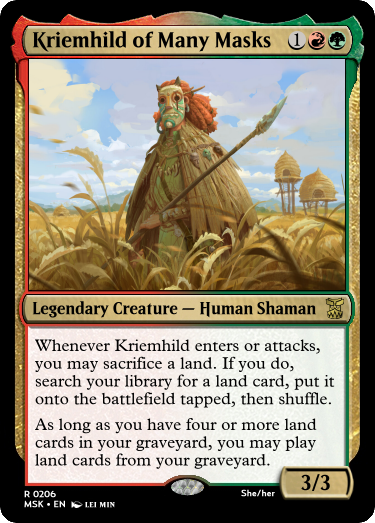 Kriemhild of Many Masks 1
Legendary Creature — Human Shaman
Whenever Kriemhild enters or attacks,
you may sacrifice a land. If you do,
search your library for a land card, put it
onto the battlefield tapped, then shuffle.
As long as you have four or more land
cards in your graveyard, you may play
land cards from your graveyard.
3/3
R 0206
MSK • EN LEI MIN
She/her